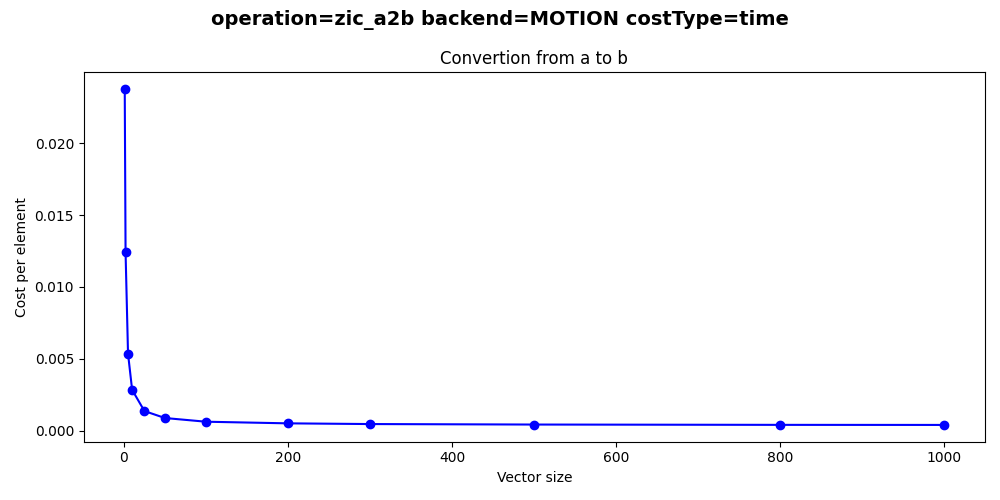 operation=zic_a2b backend=MOTION costType=time
Convertion from a to b
Cost per element
0.020
0.015
0.010
0.005
0.000
0 200 400 600 800 1000
Vector size